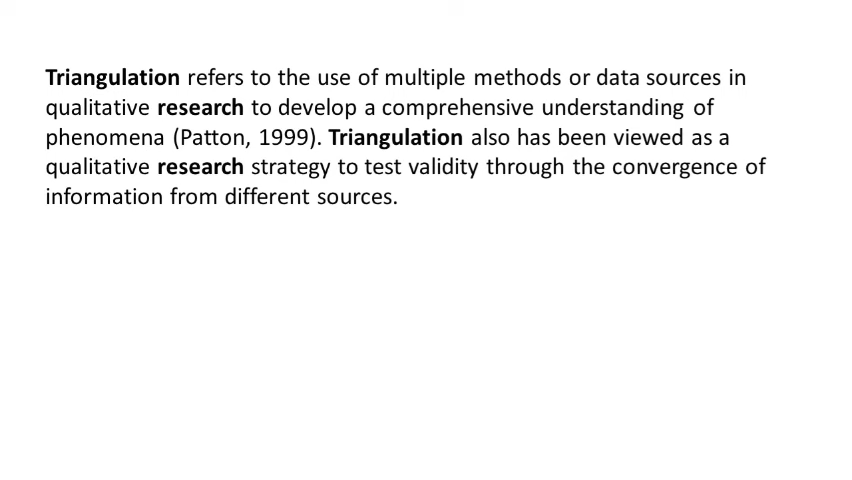 Triangulation refers to the use of multiple methods or data sources in
qualitative research to develop a comprehensive understanding of
phenomena (Patton, 1999). Triangulation also has been viewed as a
qualitative research strategy to test validity through the convergence of
information from different sources.